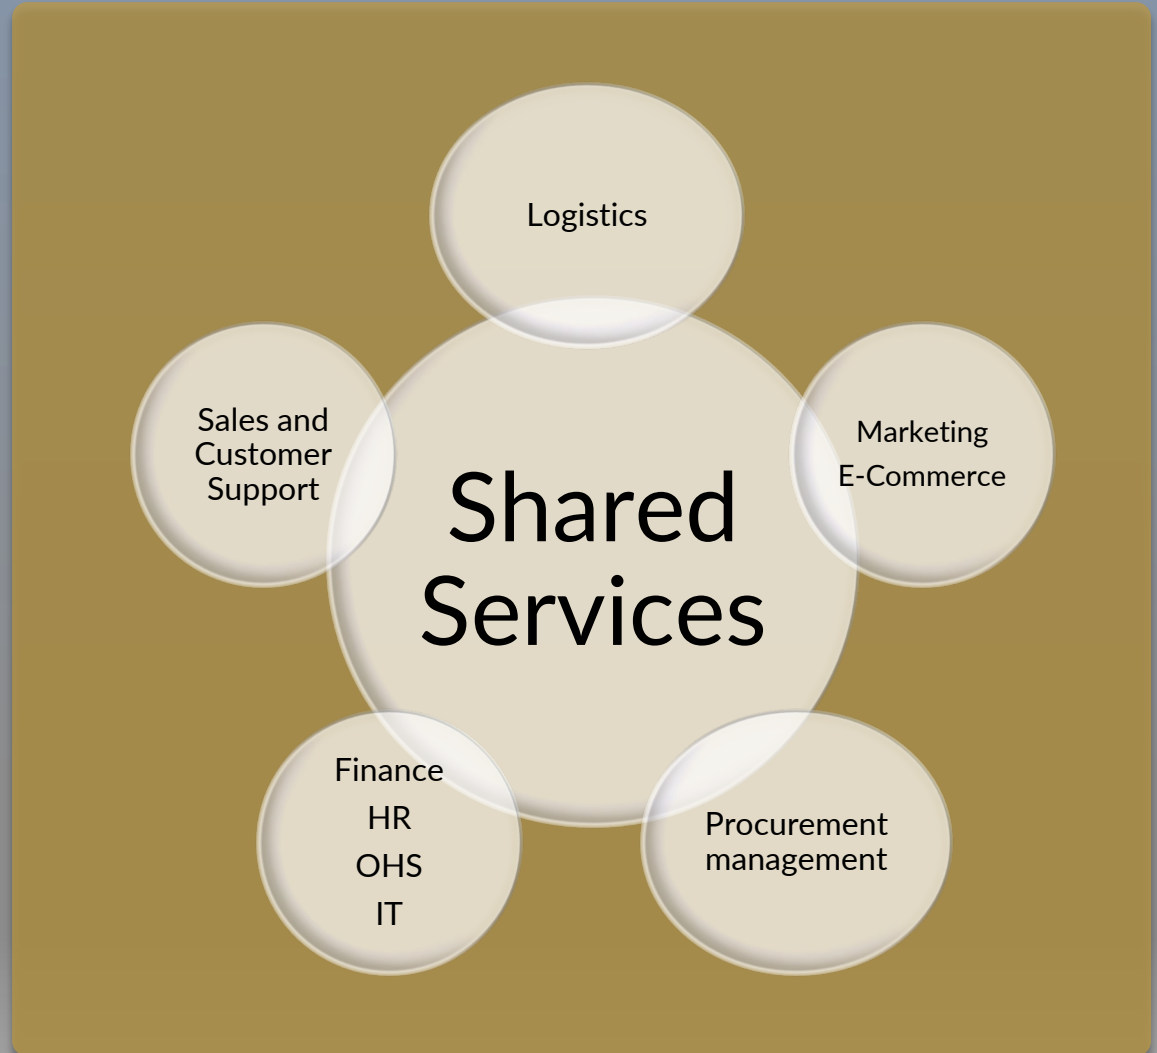 Logistics
Sales and
Customer
Support
Marketing
E-Commerce
Shared
Services
Finance
HR
OHS
IT
Procurement
management